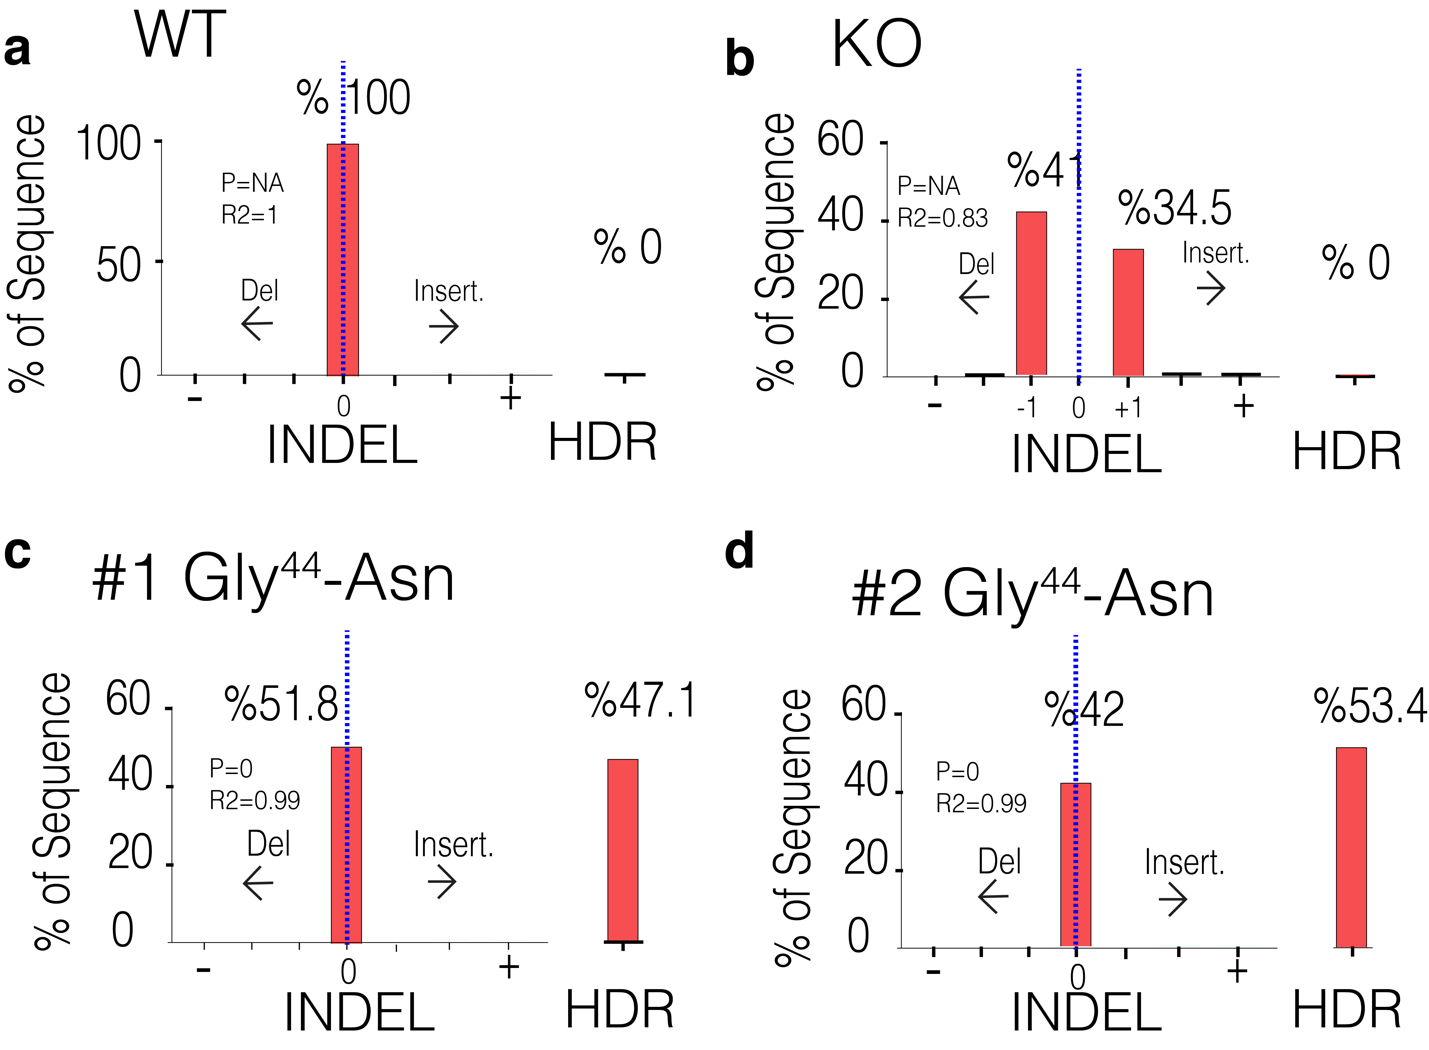 a
WT
% 100
% of Sequence
100
50
0
P=NA
R2=1
Del
Insert.
% 0
-
0
+
INDEL
HDR
b
KO
%41
%34.5
% of Sequence
60
40
20
0
P=NA
R2=0.83
Del
Insert.
% 0
-
-1
0
+1
+
INDEL
HDR
c
#1 Gly44-Asn
%51.8
%47.1
% of Sequence
60
40
20
0
P=0
R2=0.99
Del
Insert.
-
0
+
INDEL
HDR
d
#2 Gly44-Asn
%42
%53.4
% of Sequence
60
40
20
0
P=0
R2=0.99
Del
Insert.
-
0
+
INDEL
HDR